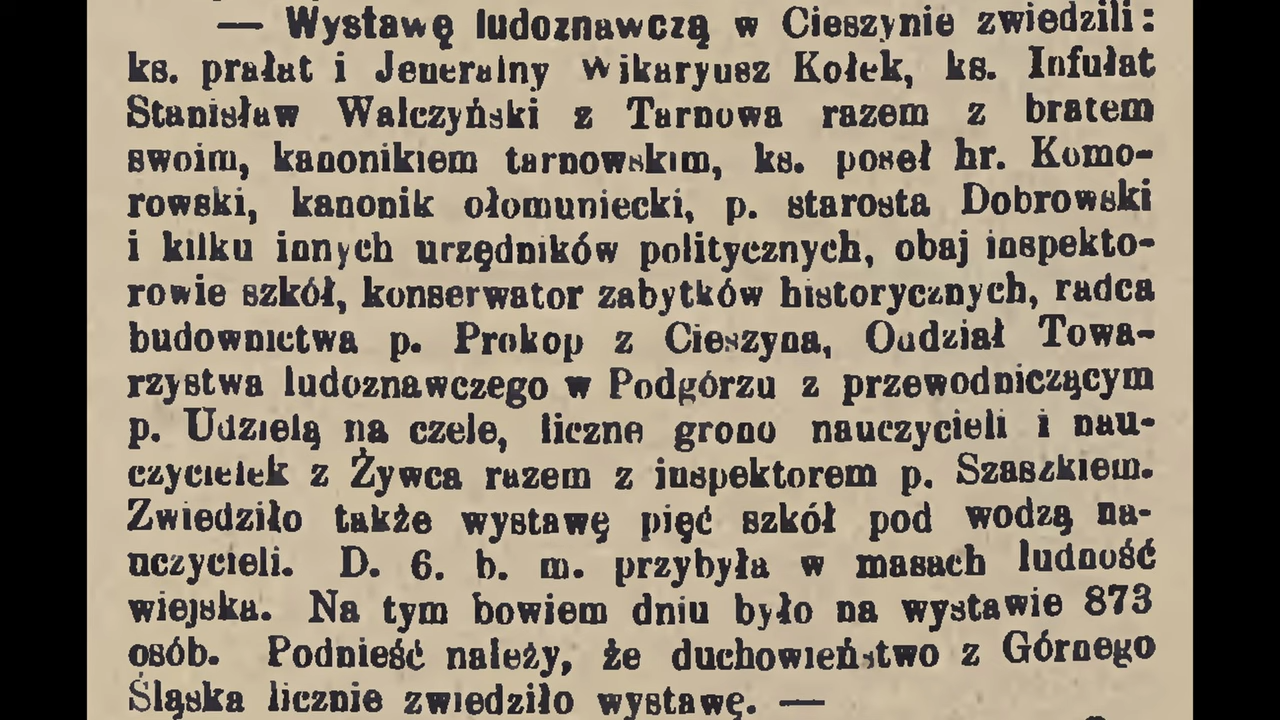 — Wystawę ludoznawczą w Cieszynie zwiedzili:
ks. prałat i Jeneralny Wikaryusz Kołek, ks. Infułat
Stanisław Walczyński z Tarnowa razem z bratem
swoim, kanonikiem tarnowskim, ks. poseł hr. Komo-
rowski, kanonik ołomuniecki, p. starosta Dobrowski
i kilku innych urzędników politycznych, obaj inspekto-
rowie szkół, konserwator zabytków historycznych, radca
budownictwa p. Prokop z Cieszyna, Oddział Towa-
rzystwa ludoznawczego w Podgórzu z przewodniczącym
p. Udzielą na czele, liczne grono nauczycieli i nau-
czycielek z Żywca razem z inspektorem p. Szaszkiem.
Zwiedziło także wystawę pięć szkół pod wodzą na-
uczycieli. D. 6. b. m. przybyła w masach ludność
wiejska. Na tym bowiem dniu było na wystawie 873
osób. Podnieść należy, że duchowieństwo z Górnego
Śląska licznie zwiedziło wystawę. —